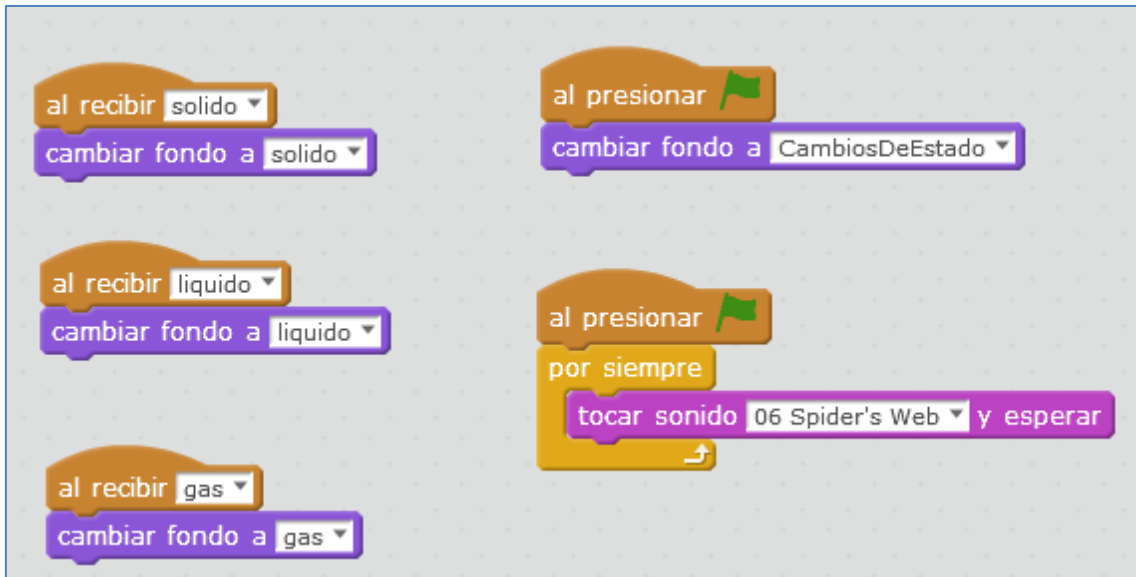 al recibir solido
cambiar fondo a solido
al presionar
cambiar fondo a CambiosDeEstado
al recibir liquido
cambiar fondo a liquido
al presionar
por siempre
tocar sonido 06 Spider's Web y esperar
al recibir gas
cambiar fondo a gas